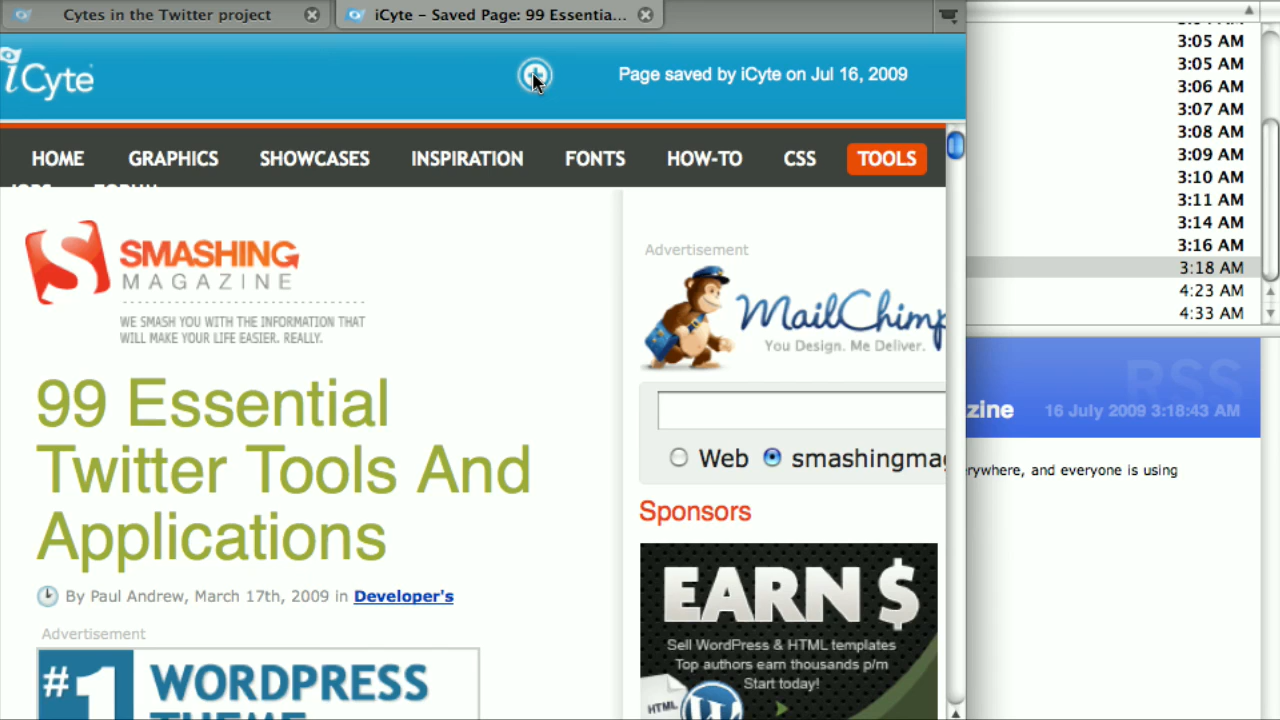 Cytes in the Twitter project
iCyte – Saved Page: 99 Essentia...
iCyte
Page saved by iCyte on Jul 16, 2009
HOME GRAPHICS SHOWCASES INSPIRATION FONTS HOW-TO CSS TOOLS
JOBS FORUM
SMASHING
MAGAZINE
WE SMASH YOU WITH THE INFORMATION THAT
WILL MAKE YOUR LIFE EASIER. REALLY.
99 Essential
Twitter Tools And
Applications
By Paul Andrew, March 17th, 2009 in Developer's
Advertisement
#1 WORDPRESS
THEME
Advertisement
MailChimp
You Design. Me Deliver.
Web smashingmag
Sponsors
EARN $
Sell WordPress & HTML templates
Top authors earn thousands p/m
Start today!
HTML
3:05 AM
3:05 AM
3:06 AM
3:07 AM
3:08 AM
3:09 AM
3:10 AM
3:11 AM
3:14 AM
3:16 AM
3:18 AM
4:23 AM
4:33 AM
RSS
zine 16 July 2009 3:18:43 AM
rywhere, and everyone is using